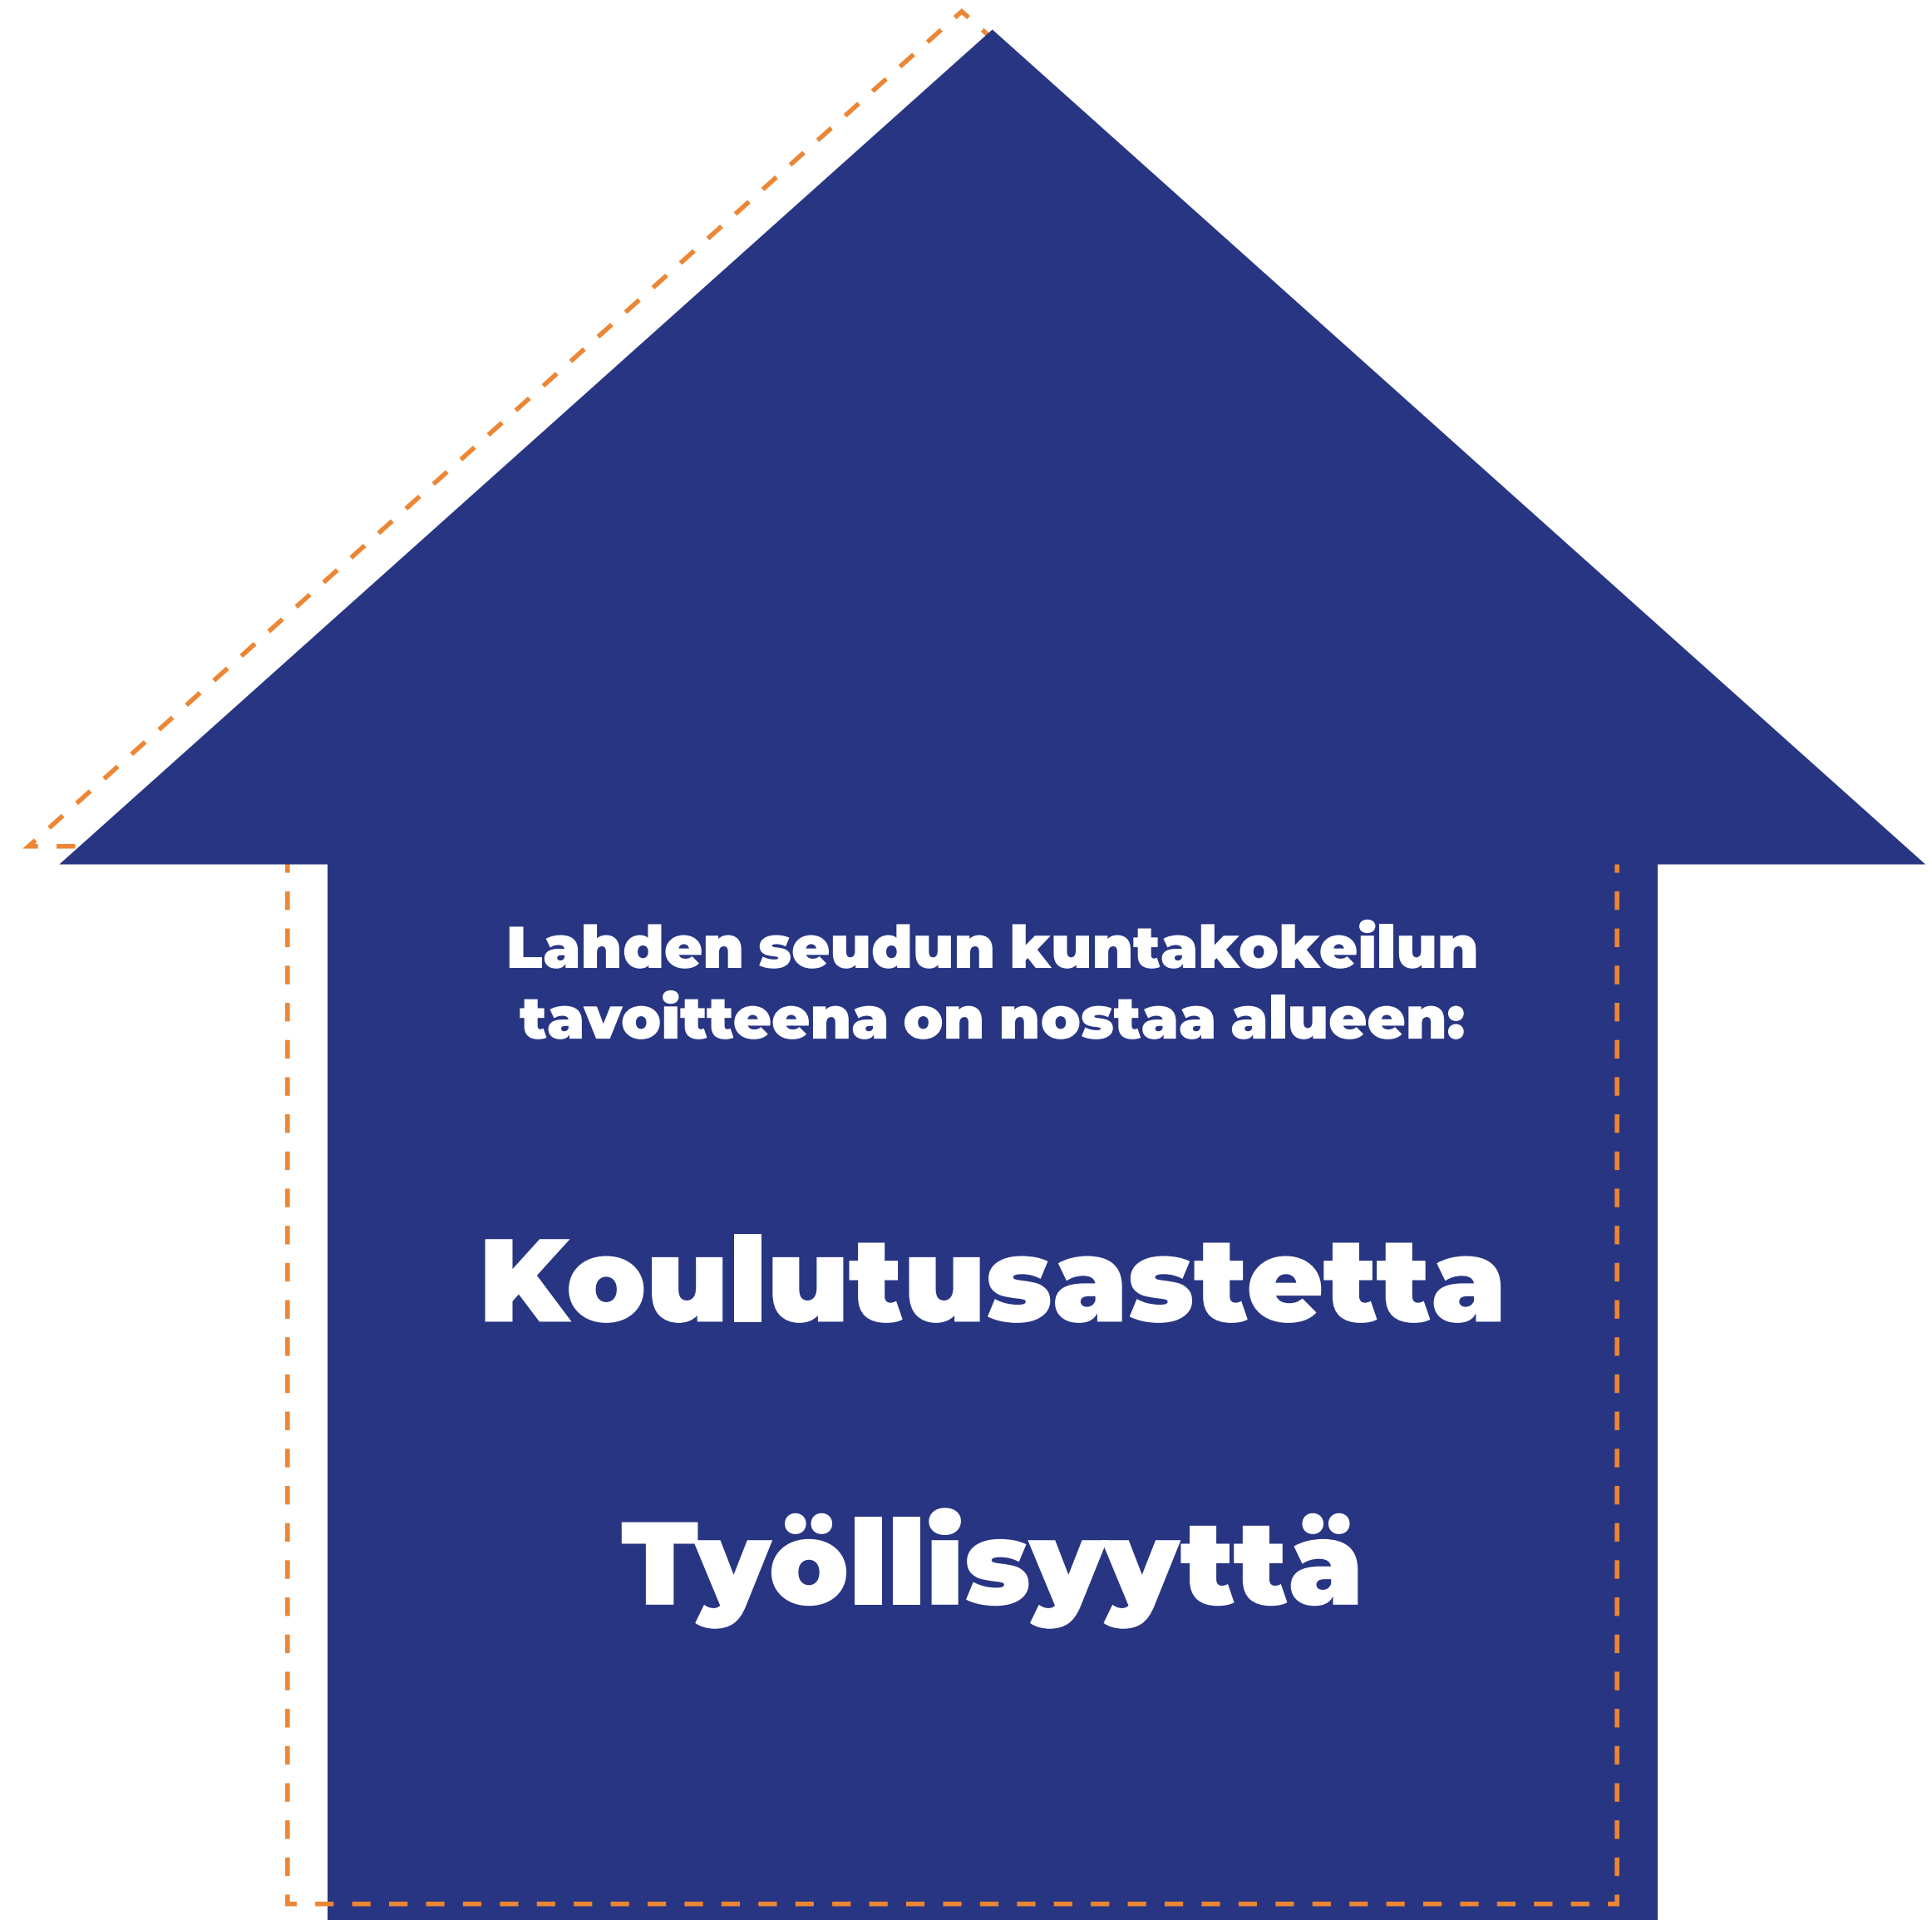 Lahden seudun kuntakokeilun
tavoitteena on nostaa alueen:
Koulutusastetta
Työllisyyttä